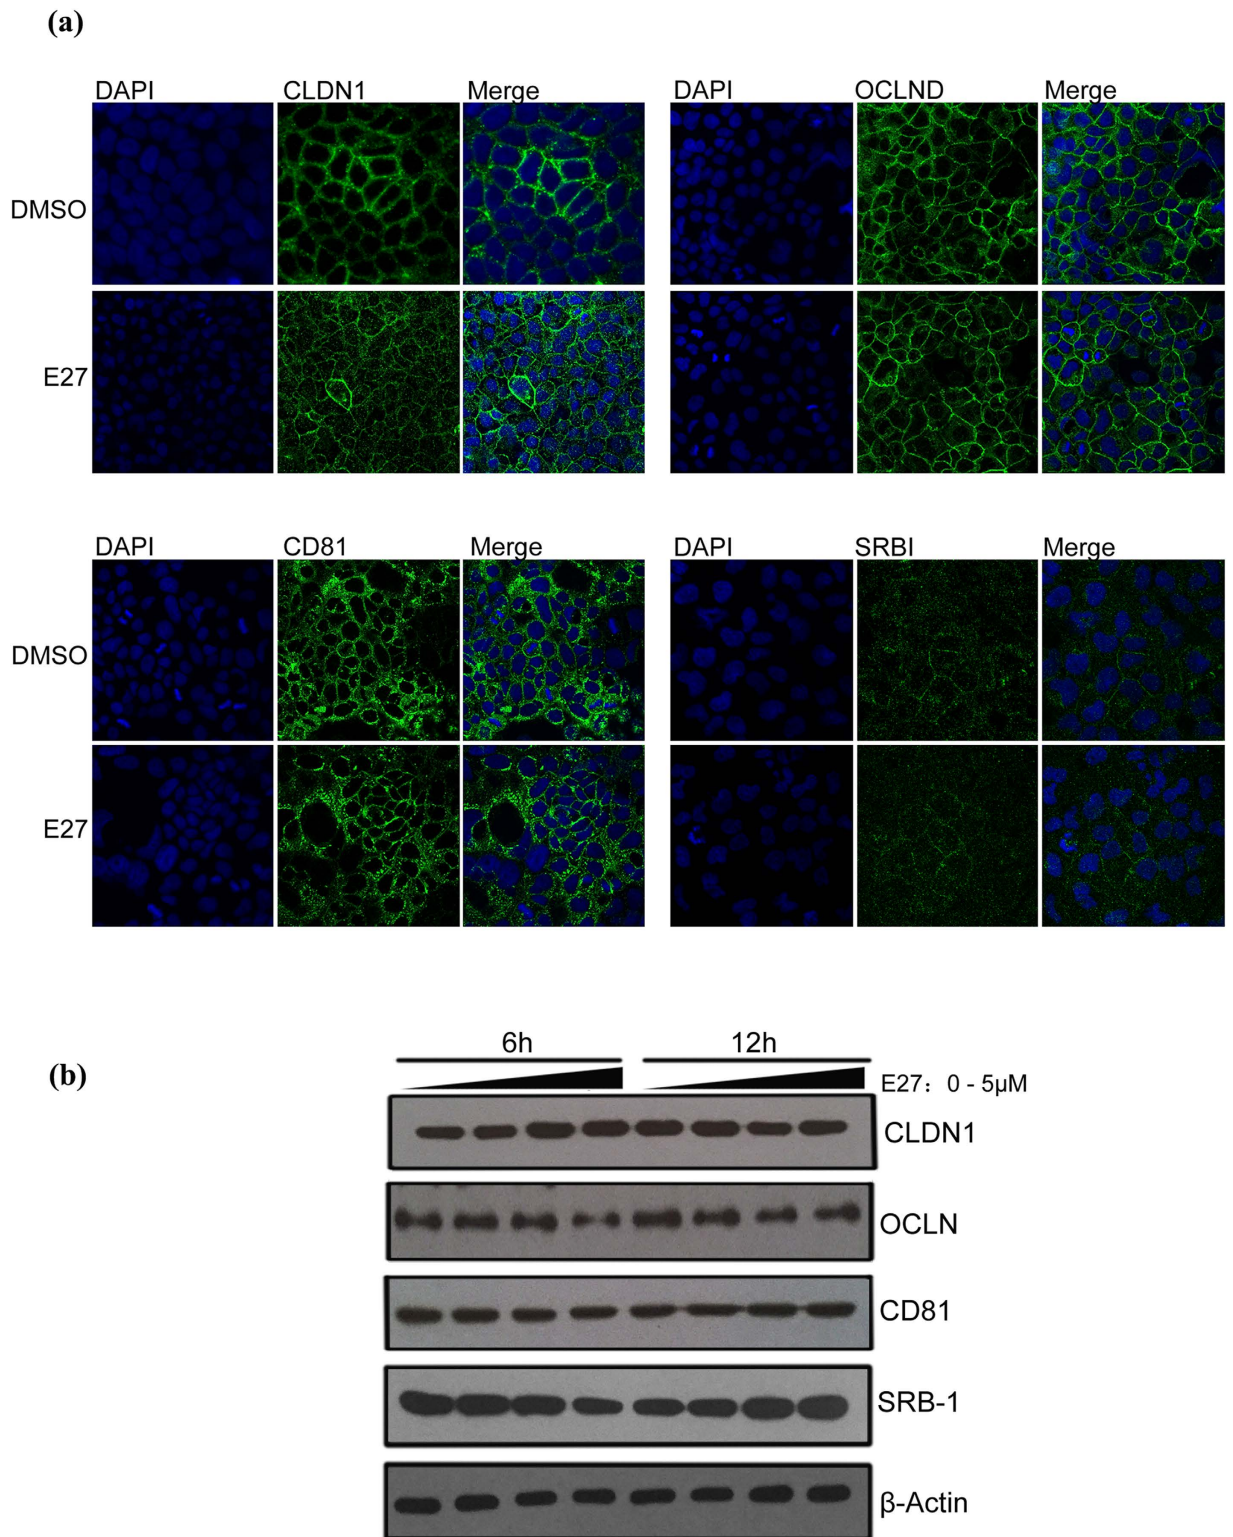 (a)
DAPI CLDN1 Merge DAPI OCLND Merge
DMSO
E27
DAPI CD81 Merge DAPI SRBI Merge
DMSO
E27
(b)
6h 12h
E27: 0 - 5µM
CLDN1
OCLN
CD81
SRB-1
β-Actin